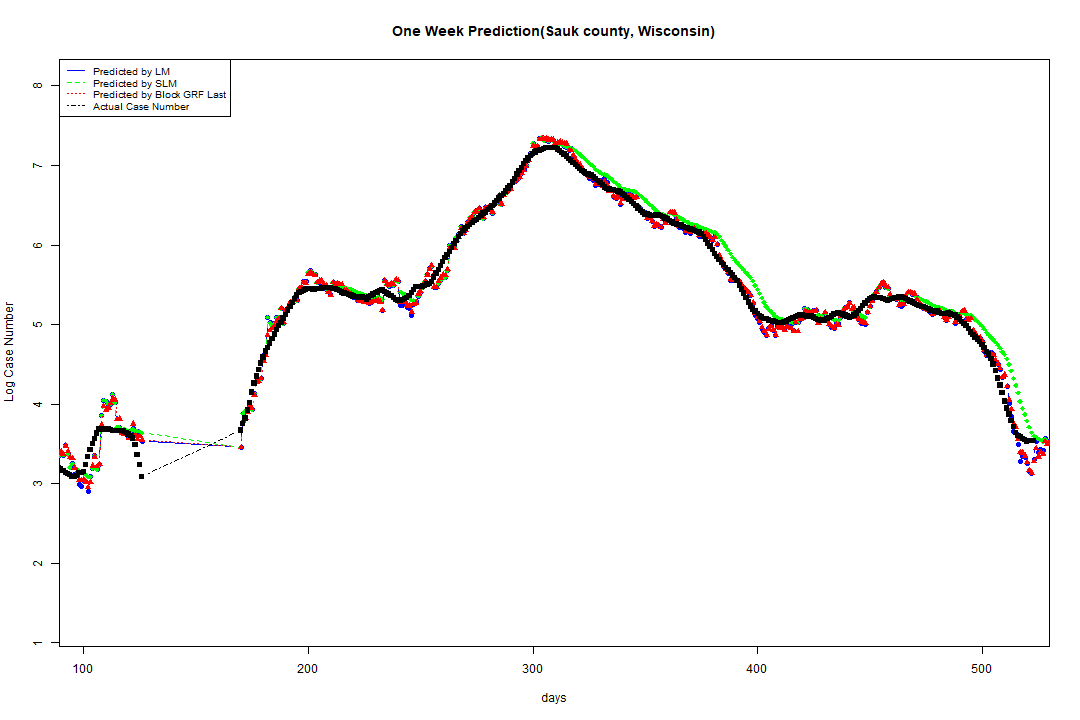 One Week Prediction(Sauk county, Wisconsin)
Predicted by LM
Predicted by SLM
Predicted by Block GRF Last
Actual Case Number
8
7
6
5
4
3
2
1
Log Case Number
100 200 300 400 500
days